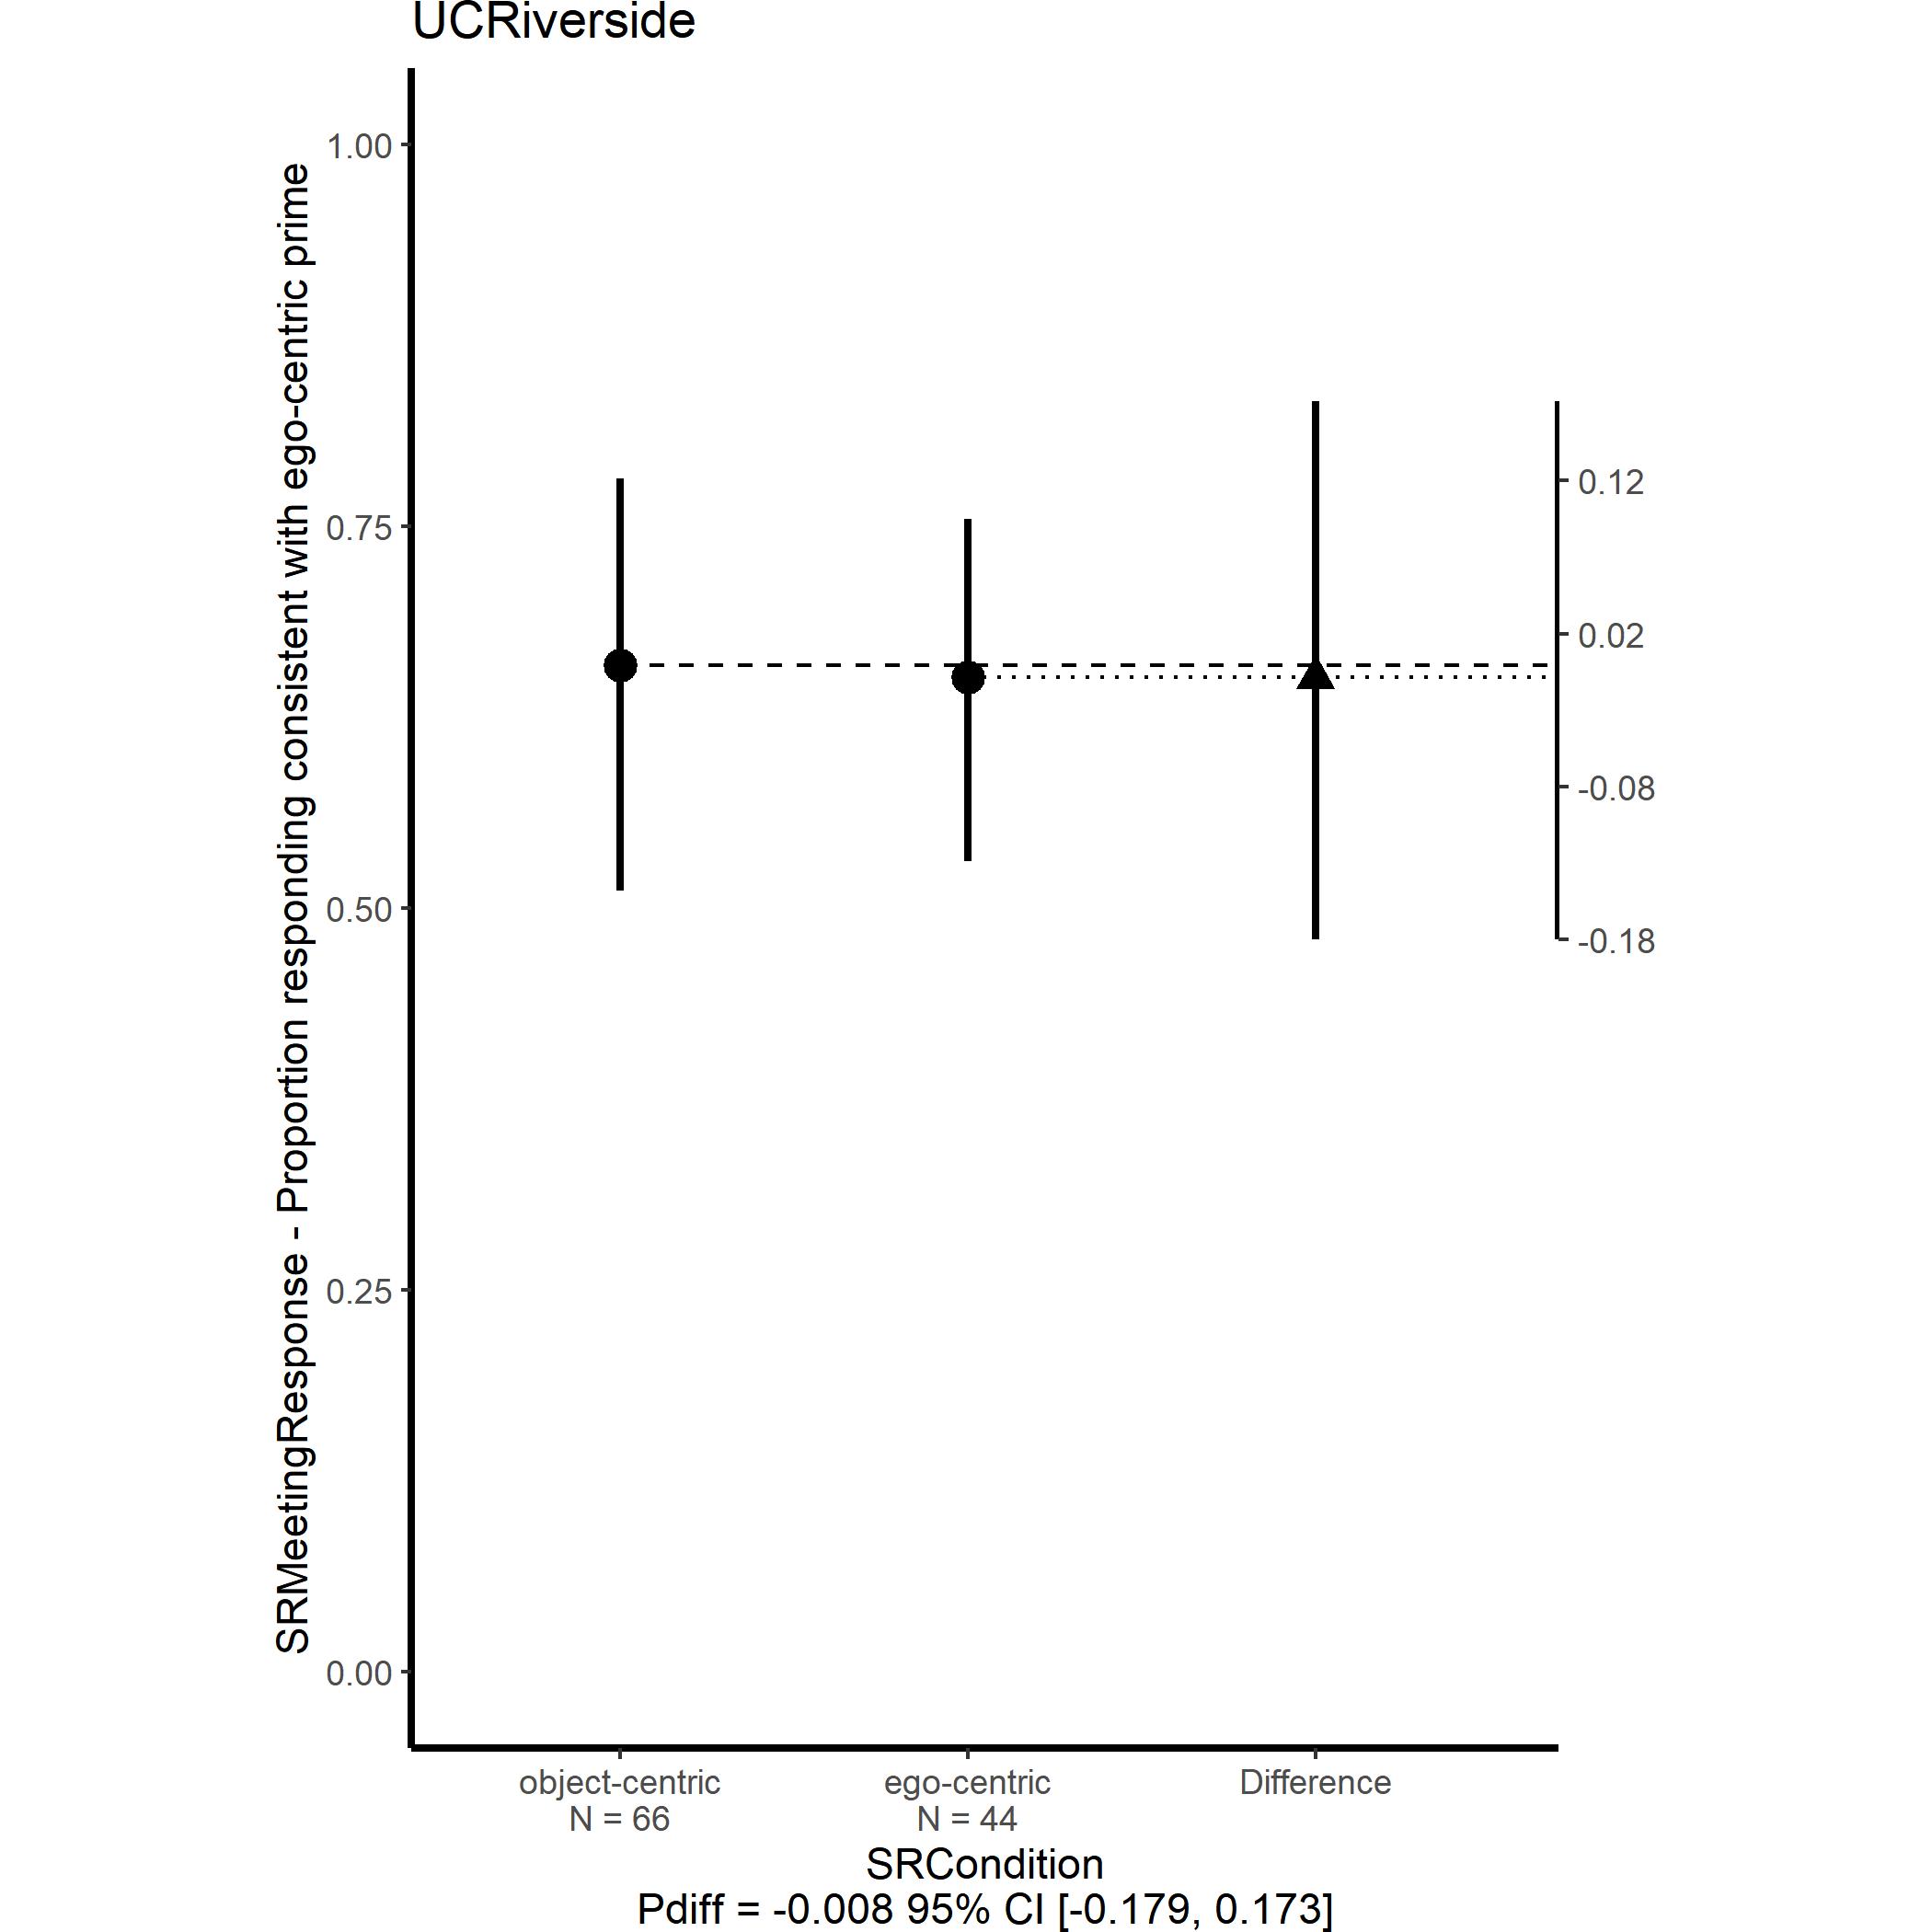 UCRiverside
SRMeetingResponse - Proportion responding consistent with ego-centric prime
1.00
0.75
0.50
0.25
0.00
0.12
0.02
-0.08
-0.18
object-centric
N = 66
ego-centric
N = 44
Difference
SRCondition
Pdiff = -0.008 95% CI [-0.179, 0.173]